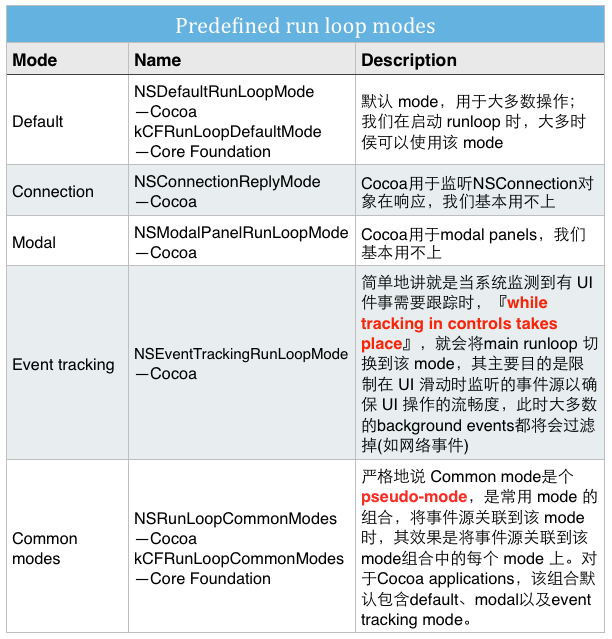 Predefined run loop modes
Mode
Name
Description
Default
NSDefaultRunLoopMode
—Cocoa
kCFRunLoopDefaultMode
—Core Foundation
默认 mode，用于大多数操作；
我们在启动 runloop 时，大多时
侯可以使用该 mode
Connection
NSConnectionReplyMode
—Cocoa
Cocoa用于监听NSConnection对
象在响应，我们基本用不上
Modal
NSModalPanelRunLoopMode
—Cocoa
Cocoa用于modal panels，我们
基本用不上
Event tracking
NSEventTrackingRunLoopMode
—Cocoa
简单地讲就是当系统监测到有 UI
件事需要跟踪时，『while
tracking in controls takes
place』，就会将main runloop 切
换到该 mode，其主要目的是限
制在 UI 滑动时监听的事件源以确
保 UI 操作的流畅度，此时大多数
的background events都将会过滤
掉(如网络事件)
Common
modes
NSRunLoopCommonModes
—Cocoa
kCFRunLoopCommonModes
—Core Foundation
严格地说 Common mode是个
pseudo-mode，是常用 mode 的
组合，将事件源关联到该 mode
时，其效果是将事件源关联到该
mode组合中的每个 mode 上。对
于Cocoa applications，该组合默
认包含default、modal以及event
tracking mode。